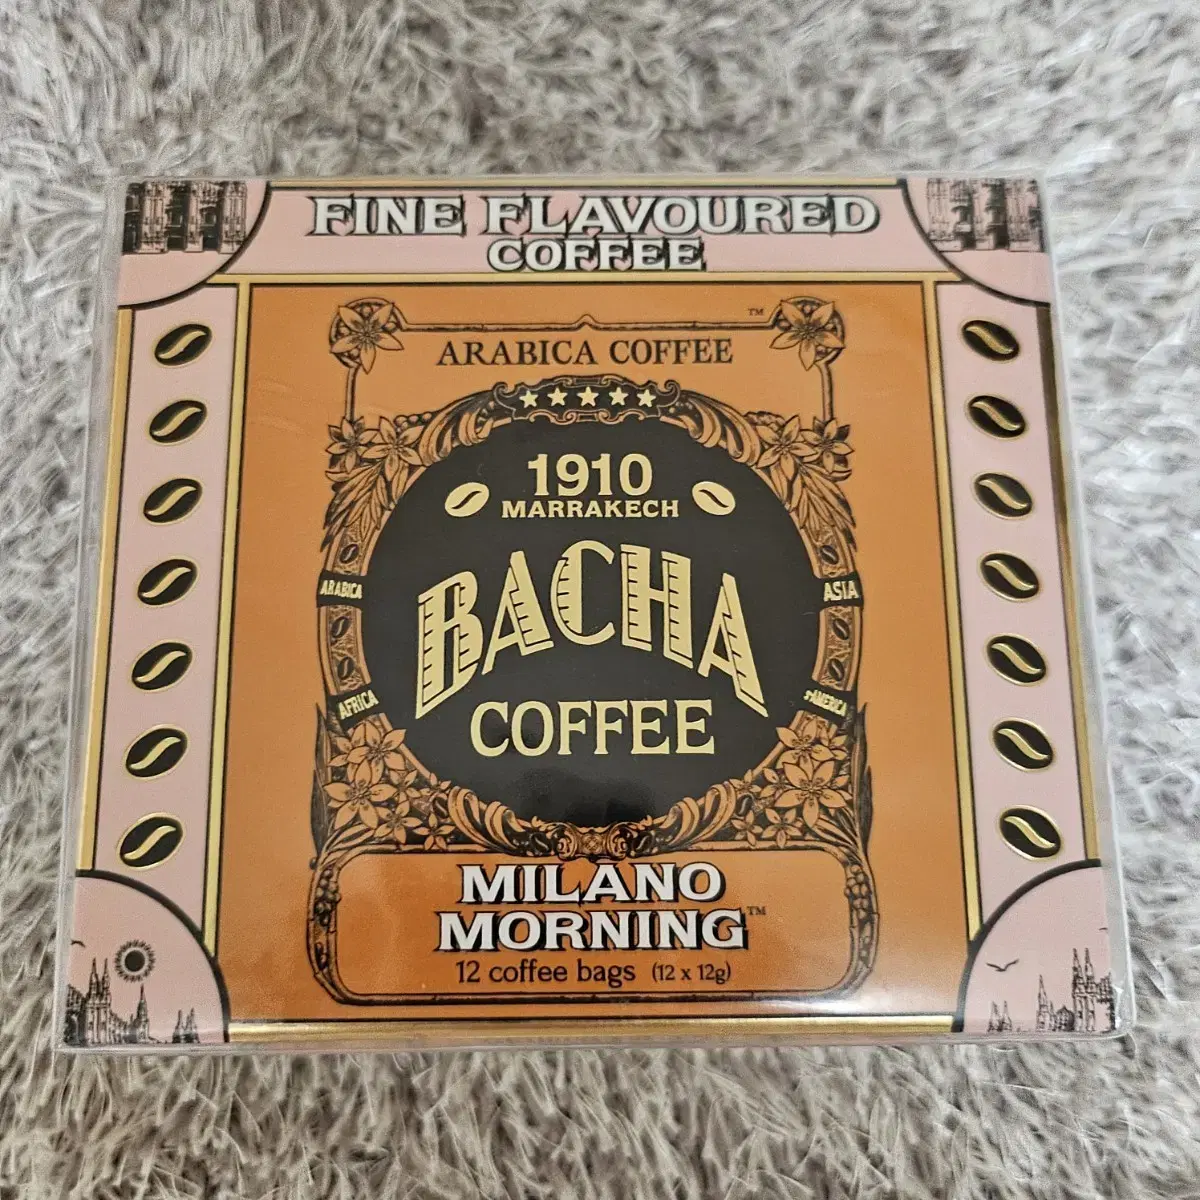 FINE FLAVOURED
COFFEE
™
ARABICA COFFEE
1910
MARRAKECH
BACHA
COFFEE
ARABICA
ASIA
AFRICA
S·AMERICA
MILANO
MORNING™
12 coffee bags (12 x 12g)